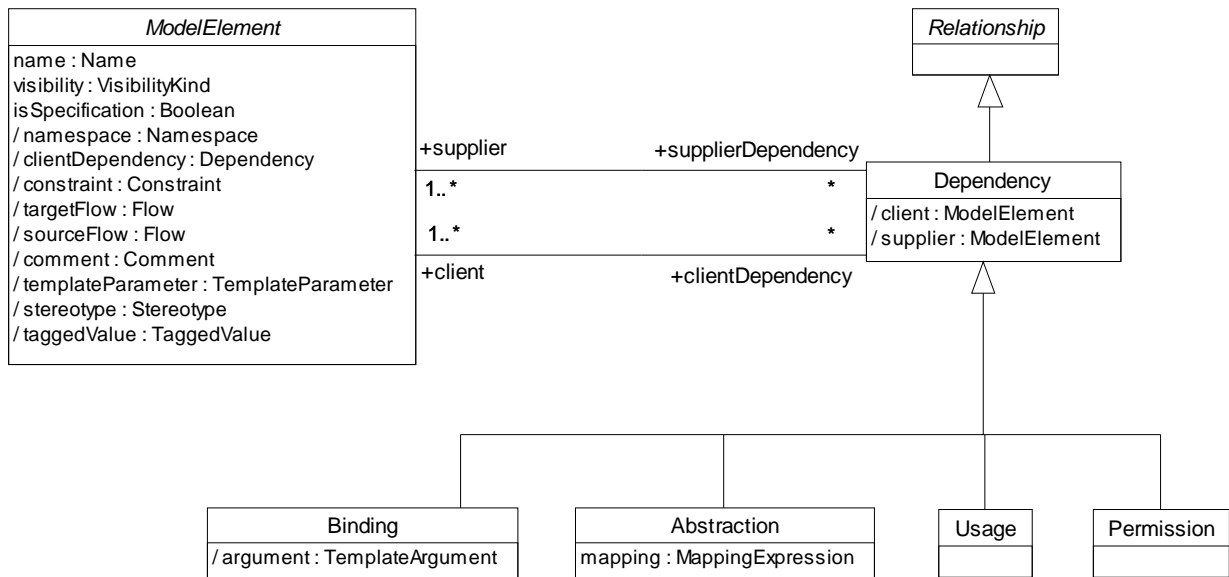 ModelElement
name : Name
visibility : VisibilityKind
isSpecification : Boolean
/ namespace : Namespace
/ clientDependency : Dependency
/ constraint : Constraint
/ targetFlow : Flow
/ sourceFlow : Flow
/ comment : Comment
/ templateParameter : TemplateParameter
/ stereotype : Stereotype
/ taggedValue : TaggedValue
Relationship
+supplier
+supplierDependency
1..*
*
1..*
*
+client
+clientDependency
Dependency
/ client : ModelElement
/ supplier : ModelElement
Binding
/ argument : TemplateArgument
Abstraction
mapping : MappingExpression
Usage
Permission